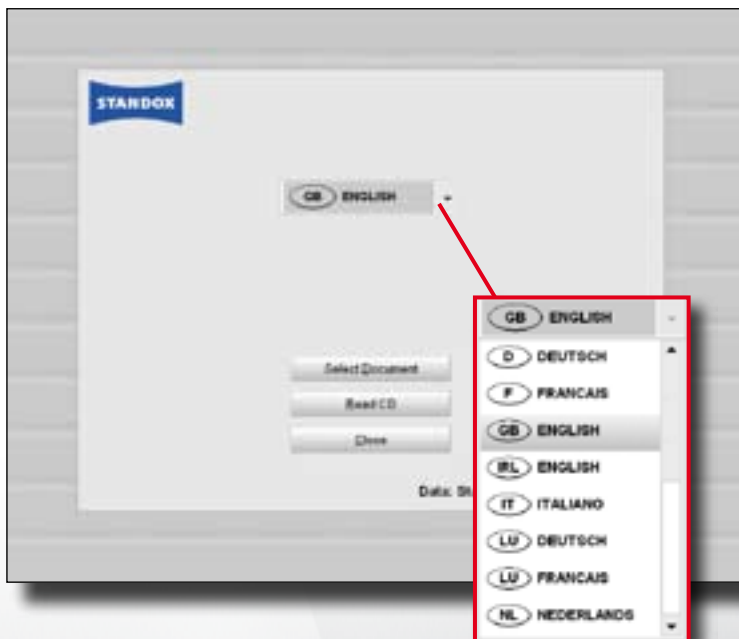 STANDOX
GB ENGLISH
Select Document
Read CD
Close
Data: St
GB ENGLISH
D DEUTSCH
F FRANCAIS
GB ENGLISH
IRL ENGLISH
IT ITALIANO
LU DEUTSCH
LU FRANCAIS
NL NEDERLANDS